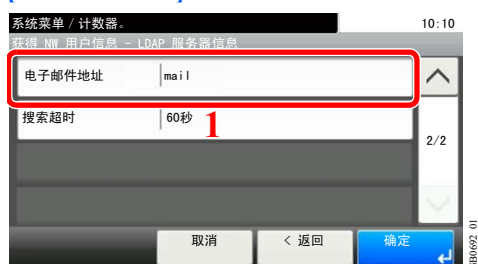 系统菜单 / 计数器。 10:10
获得 NW 用户信息 - LDAP 服务器信息
电子邮件地址 mail
搜索超时 60秒
1
2/2
取消 < 返回 确定